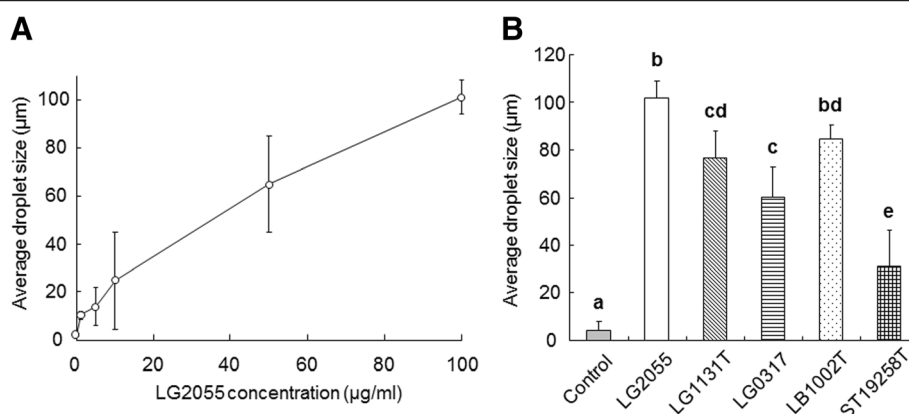 A
Average droplet size (µm)
100
80
60
40
20
0
0 20 40 60 80 100
LG2055 concentration (µg/ml)
B
Average droplet size (µm)
120
100
80
60
40
20
0
a
b
cd
c
bd
e
Control
LG2055
LG1131T
LG0317
LB1002T
ST19258T